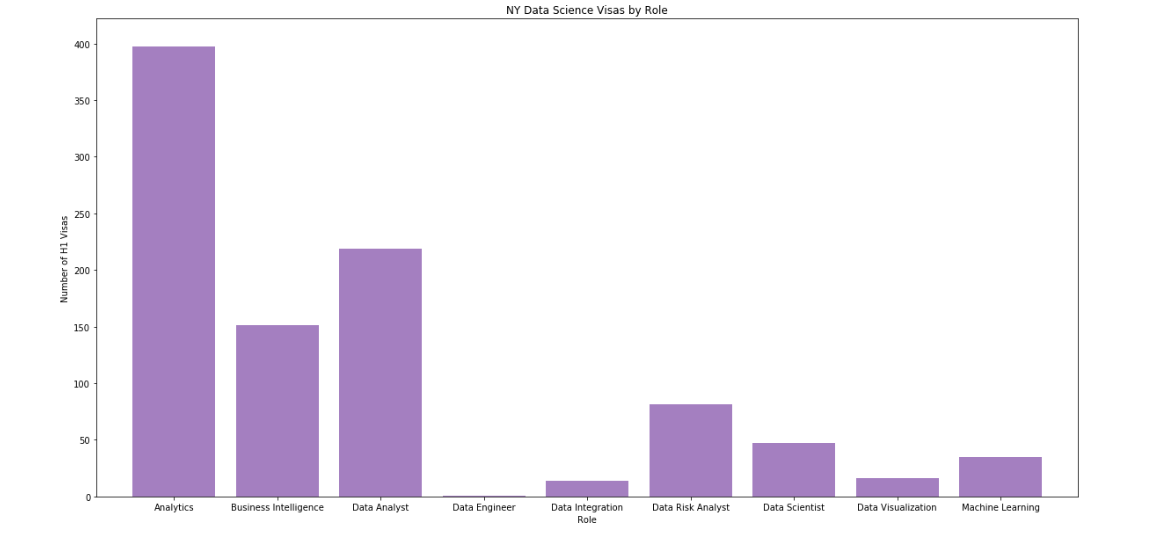 NY Data Science Visas by Role
400
350
300
250
200
150
100
50
0
Number of H1 Visas
Analytics Business Intelligence Data Analyst Data Engineer Data Integration Data Risk Analyst Data Scientist Data Visualization Machine Learning
Role